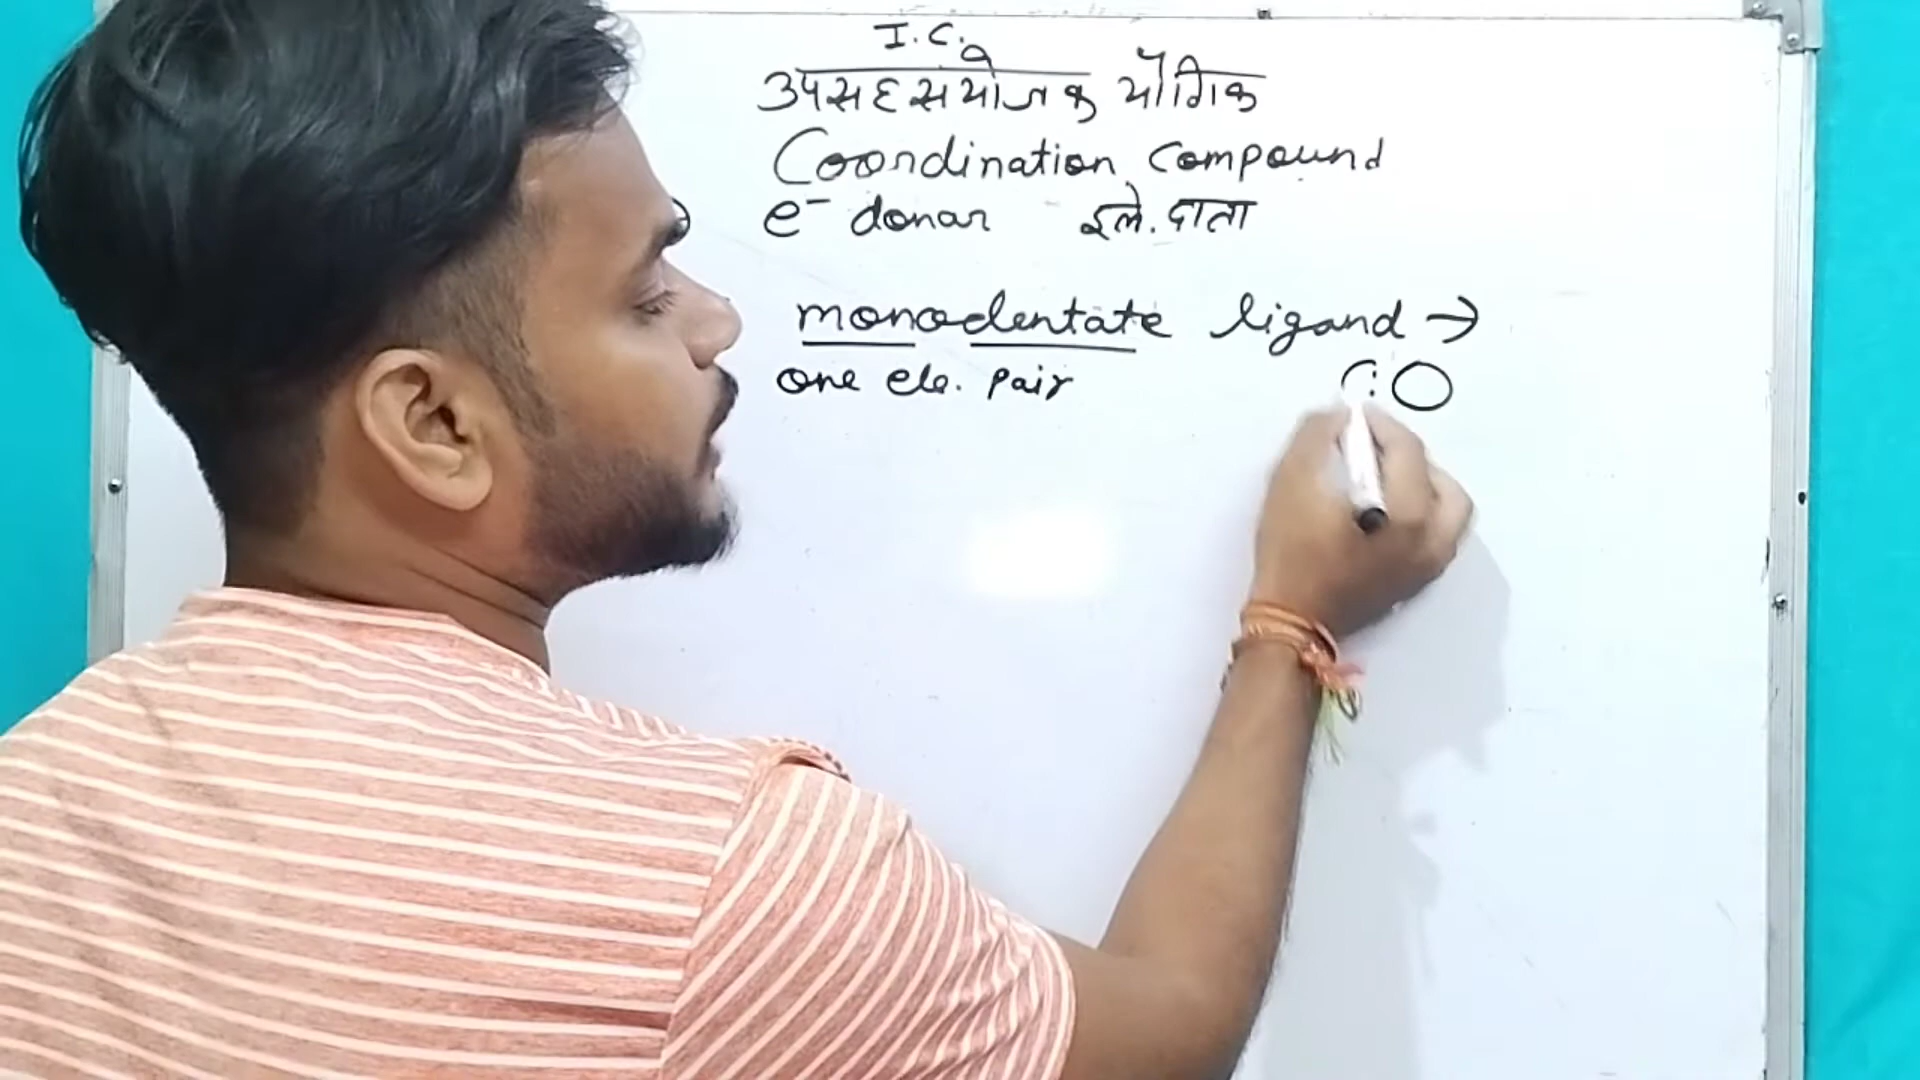 I.C.
उपसहसंयोजक यौगिक
Coordination Compound
e⁻ donar इले. दाता
monodentate ligand →
one ele. pair